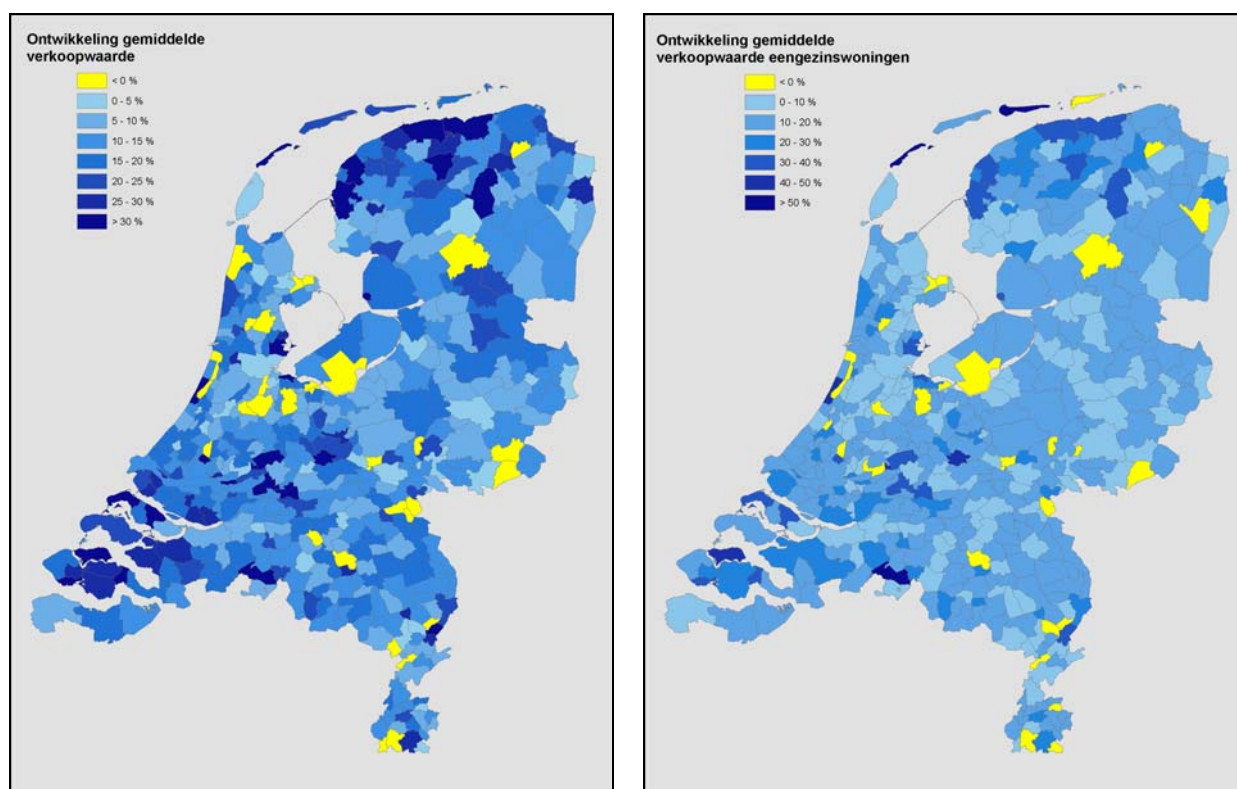 Ontwikkeling gemiddelde
verkoopwaarde
< 0 %
0 - 5 %
5 - 10 %
10 - 15 %
15 - 20 %
20 - 25 %
25 - 30 %
> 30 %
Ontwikkeling gemiddelde
verkoopwaarde eengezinswoningen
< 0 %
0 - 10 %
10 - 20 %
20 - 30 %
30 - 40 %
40 - 50 %
> 50 %